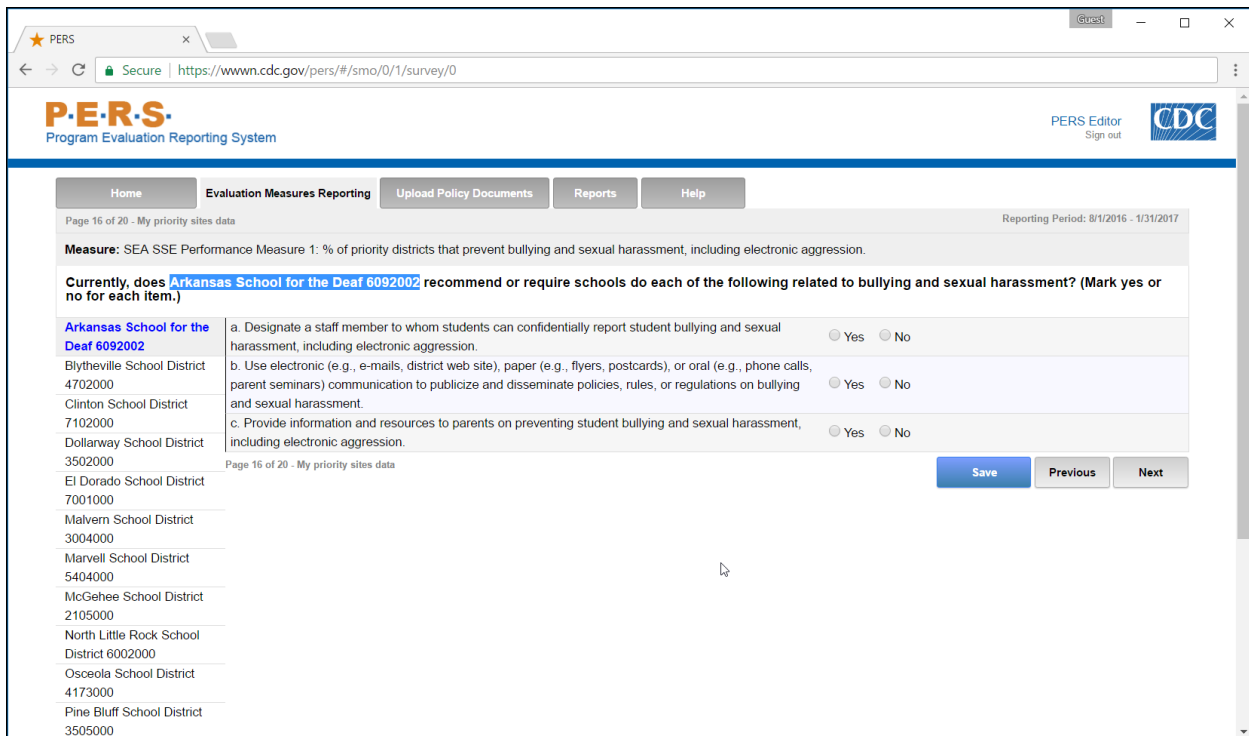 Guest
PERS
Secure | https://wwwn.cdc.gov/pers/#/smo/0/1/survey/0
P·E·R·S·
Program Evaluation Reporting System
PERS Editor
Sign out
CDC
Home
Evaluation Measures Reporting
Upload Policy Documents
Reports
Help
Page 16 of 20 - My priority sites data
Reporting Period: 8/1/2016 - 1/31/2017
Measure: SEA SSE Performance Measure 1: % of priority districts that prevent bullying and sexual harassment, including electronic aggression.
Currently, does Arkansas School for the Deaf 6092002 recommend or require schools do each of the following related to bullying and sexual harassment? (Mark yes or
no for each item.)
Arkansas School for the
Deaf 6092002
a. Designate a staff member to whom students can confidentially report student bullying and sexual
harassment, including electronic aggression.
Yes No
b. Use electronic (e.g., e-mails, district web site), paper (e.g., flyers, postcards), or oral (e.g., phone calls,
parent seminars) communication to publicize and disseminate policies, rules, or regulations on bullying
and sexual harassment.
Yes No
c. Provide information and resources to parents on preventing student bullying and sexual harassment,
including electronic aggression.
Yes No
Page 16 of 20 - My priority sites data
Save
Previous
Next
Blytheville School District
4702000
Clinton School District
7102000
Dollarway School District
3502000
El Dorado School District
7001000
Malvern School District
3004000
Marvell School District
5404000
McGehee School District
2105000
North Little Rock School
District 6002000
Osceola School District
4173000
Pine Bluff School District
3505000